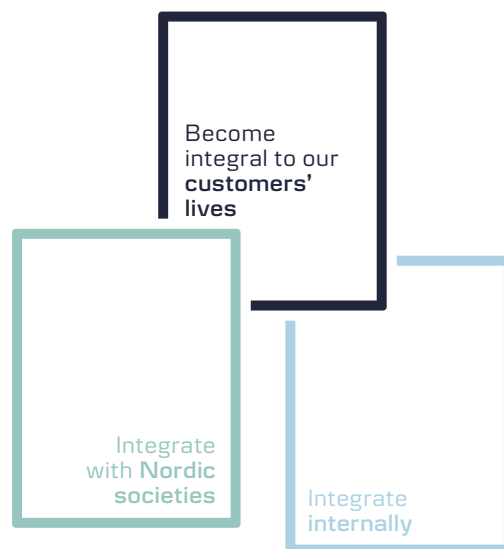 Become
integral to our
customers’
lives
Integrate
with Nordic
societies
Integrate
internally